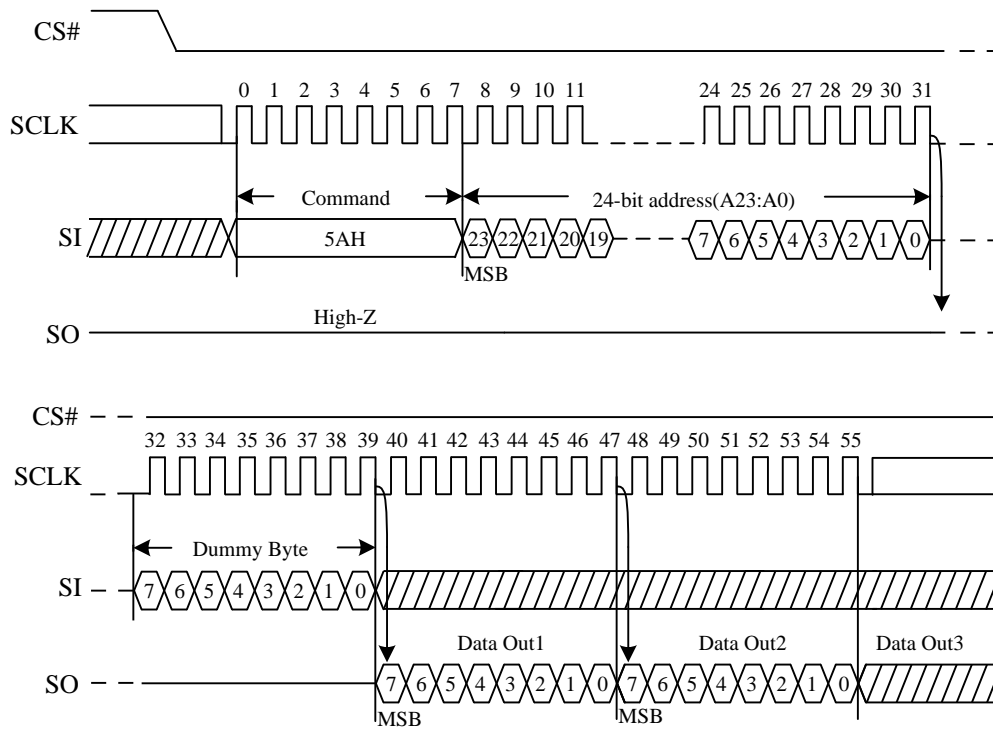 CS#
0 1 2 3 4 5 6 7 8 9 10 11 24 25 26 27 28 29 30 31
SCLK
Command 24-bit address(A23:A0)
SI 5AH 23 22 21 20 19 7 6 5 4 3 2 1 0
MSB
High-Z
SO
CS#
32 33 34 35 36 37 38 39 40 41 42 43 44 45 46 47 48 49 50 51 52 53 54 55
SCLK
Dummy Byte
SI 7 6 5 4 3 2 1 0
Data Out1 Data Out2 Data Out3
SO 7 6 5 4 3 2 1 0 7 6 5 4 3 2 1 0
MSB MSB